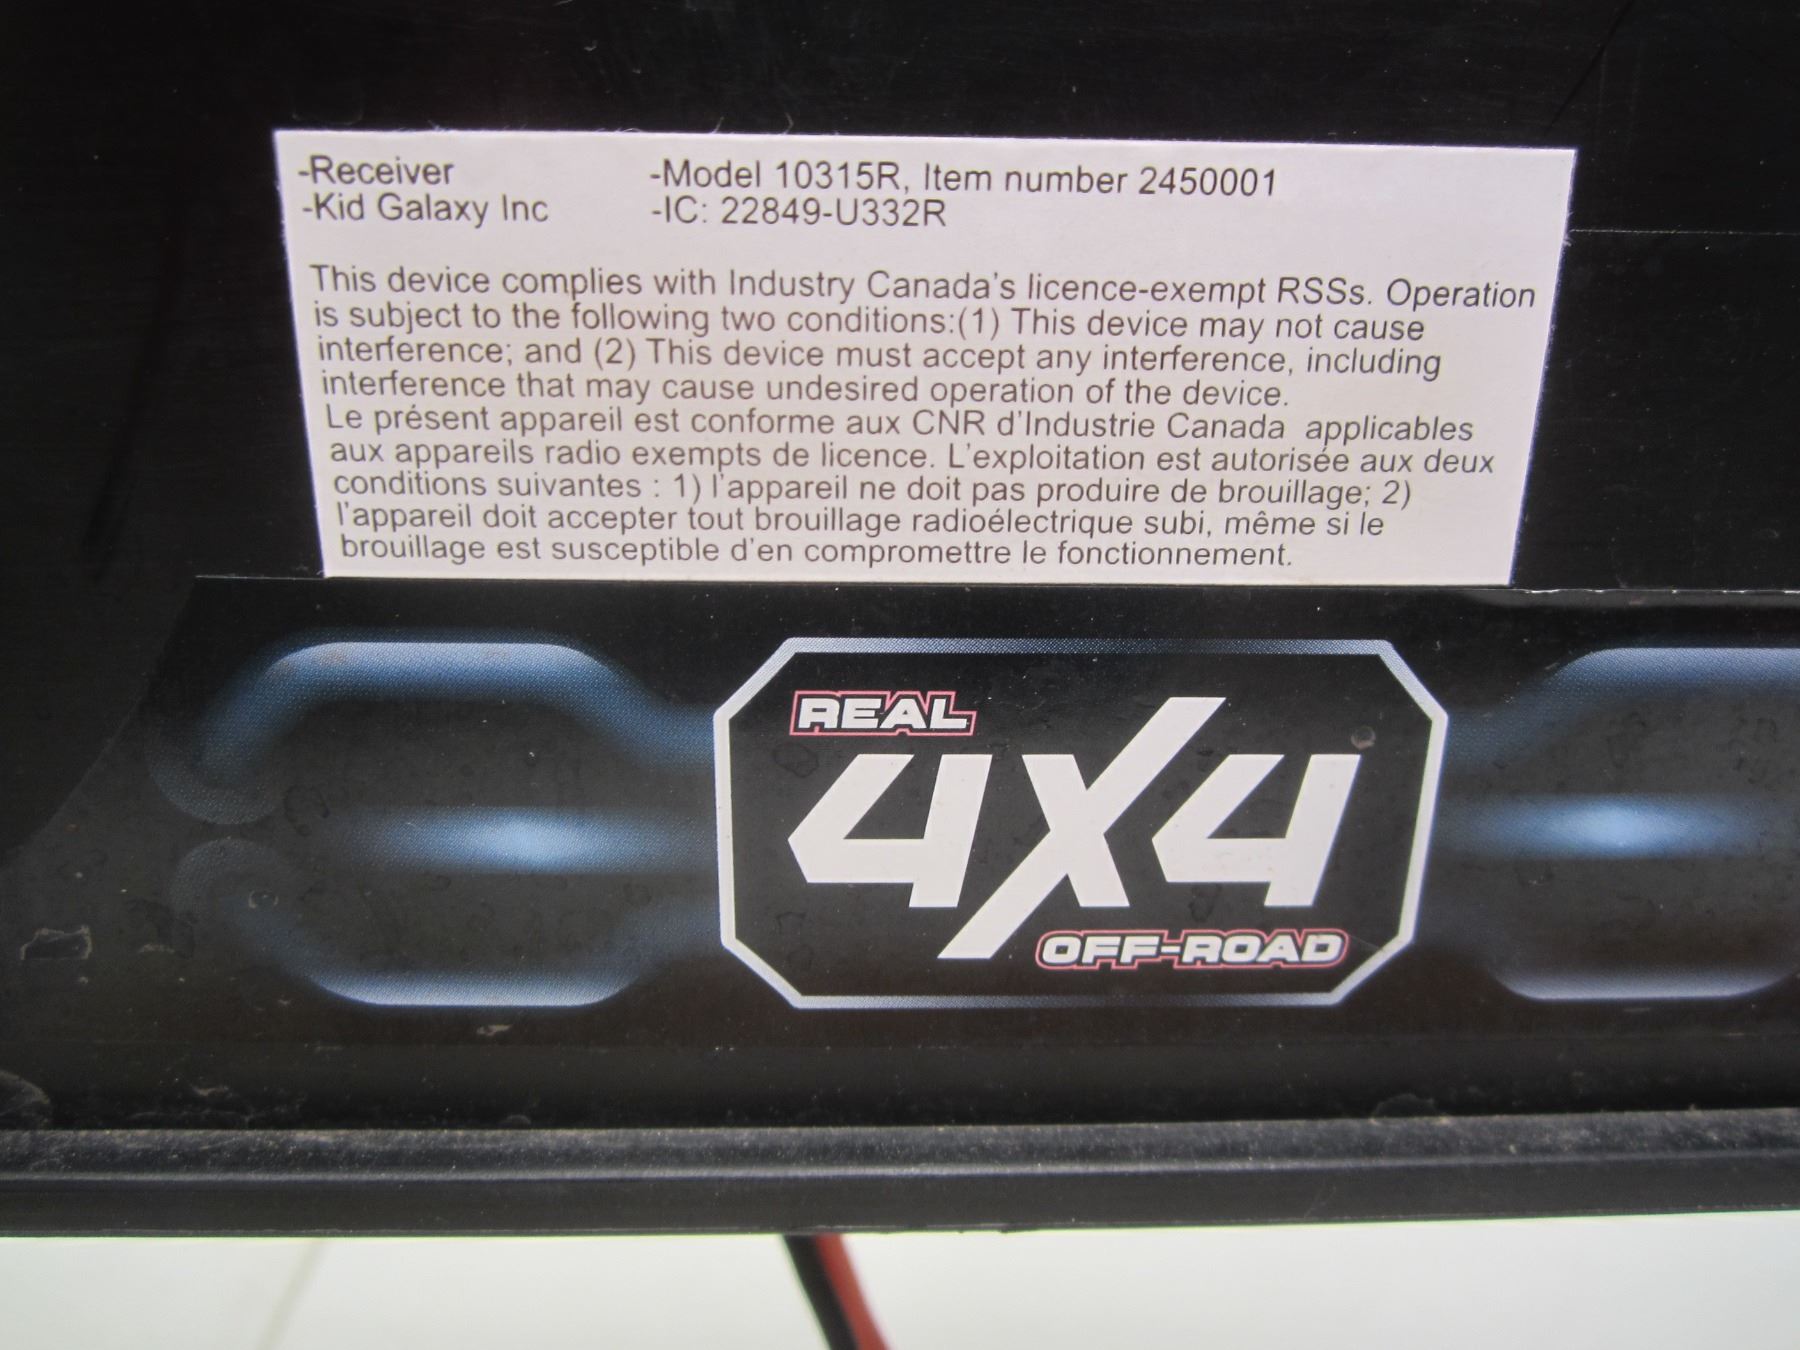 -Receiver -Model 10315R, Item number 2450001
-Kid Galaxy Inc -IC: 22849-U332R
This device complies with Industry Canada's licence-exempt RSSs. Operation
is subject to the following two conditions:(1) This device may not cause
interference; and (2) This device must accept any interference, including
interference that may cause undesired operation of the device.
Le présent appareil est conforme aux CNR d'Industrie Canada applicables
aux appareils radio exempts de licence. L'exploitation est autorisée aux deux
conditions suivantes : 1) l'appareil ne doit pas produire de brouillage; 2)
l'appareil doit accepter tout brouillage radioélectrique subi, même si le
brouillage est susceptible d'en compromettre le fonctionnement.
REAL
4X4
OFF-ROAD